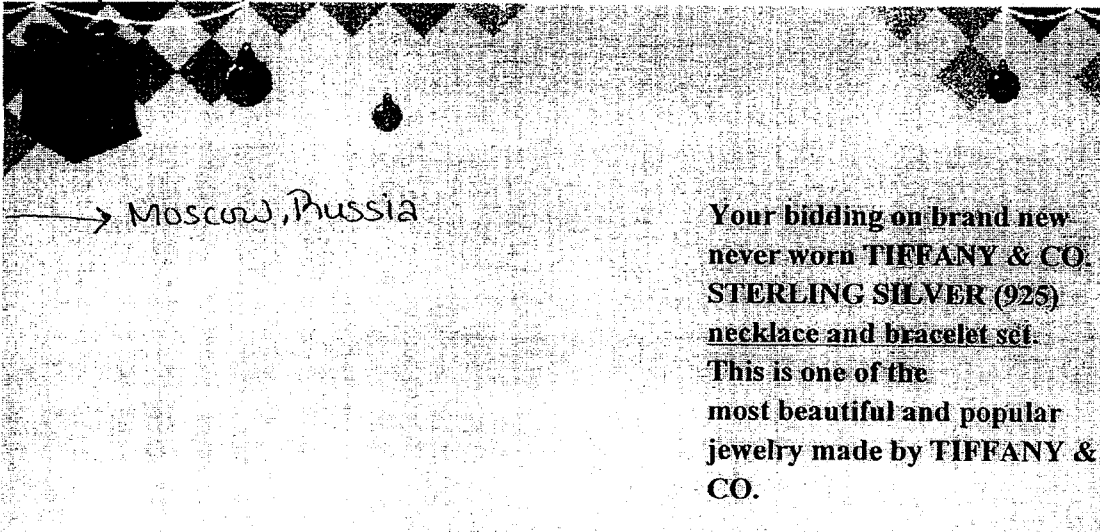 Moscow, Russia
Your bidding on brand new
never worn TIFFANY & CO.
STERLING SILVER (925)
necklace and bracelet set.
This is one of the
most beautiful and popular
jewelry made by TIFFANY &
CO.